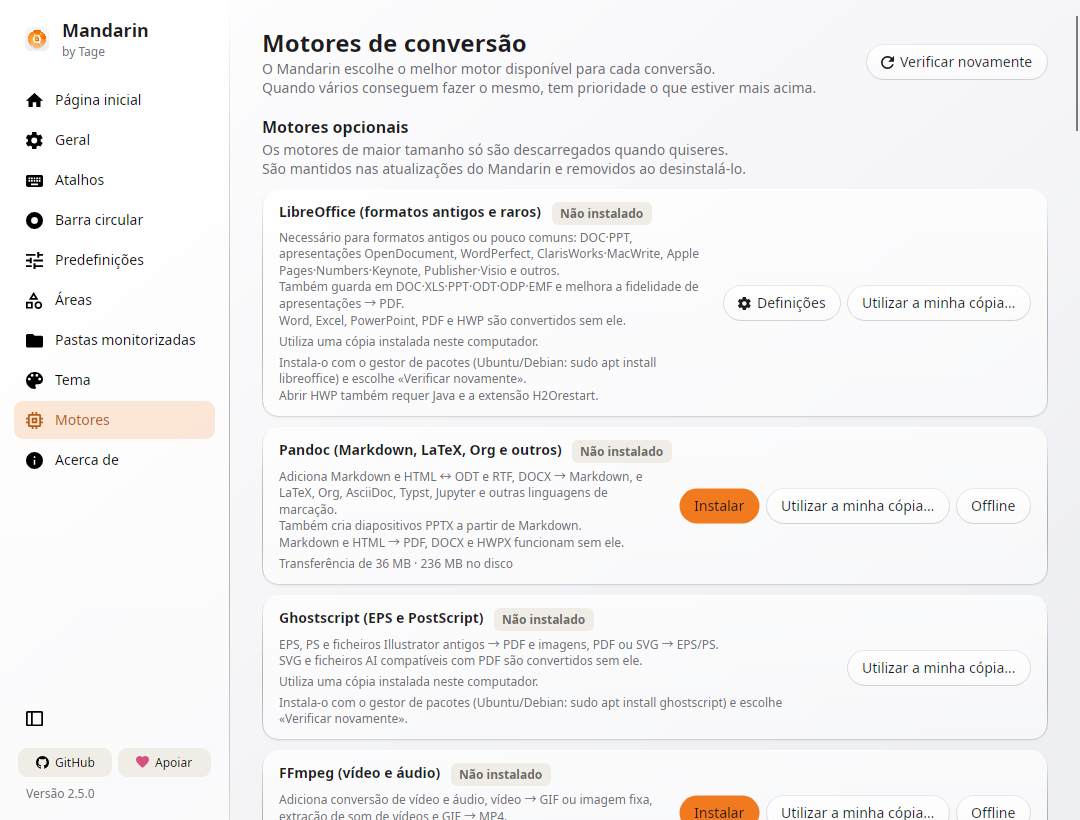 Mandarin
by Tage
Página inicial
Geral
Atalhos
Barra circular
Predefinições
Áreas
Pastas monitorizadas
Tema
Motores
Acerca de
GitHub
Apoiar
Versão 2.5.0
Motores de conversão
O Mandarin escolhe o melhor motor disponível para cada conversão.
Quando vários conseguem fazer o mesmo, tem prioridade o que estiver mais acima.
Verificar novamente
Motores opcionais
Os motores de maior tamanho só são descarregados quando quiseres.
São mantidos nas atualizações do Mandarin e removidos ao desinstalá-lo.
LibreOffice (formatos antigos e raros)
Não instalado
Necessário para formatos antigos ou pouco comuns: DOC·PPT,
apresentações OpenDocument, WordPerfect, ClarisWorks·MacWrite, Apple
Pages·Numbers·Keynote, Publisher·Visio e outros.
Também guarda em DOC·XLS·PPT·ODT·ODP·EMF e melhora a fidelidade de
apresentações → PDF.
Word, Excel, PowerPoint, PDF e HWP são convertidos sem ele.
Utiliza uma cópia instalada neste computador.
Instala-o com o gestor de pacotes (Ubuntu/Debian: sudo apt install
libreoffice) e escolhe «Verificar novamente».
Abrir HWP também requer Java e a extensão H2Orestart.
Definições
Utilizar a minha cópia…
Pandoc (Markdown, LaTeX, Org e outros)
Não instalado
Adiciona Markdown e HTML ↔ ODT e RTF, DOCX → Markdown, e
LaTeX, Org, AsciiDoc, Typst, Jupyter e outras linguagens de
marcação.
Também cria diapositivos PPTX a partir de Markdown.
Markdown e HTML → PDF, DOCX e HWPX funcionam sem ele.
Transferência de 36 MB · 236 MB no disco
Instalar
Utilizar a minha cópia…
Offline
Ghostscript (EPS e PostScript)
Não instalado
EPS, PS e ficheiros Illustrator antigos → PDF e imagens, PDF ou SVG → EPS/PS.
SVG e ficheiros AI compatíveis com PDF são convertidos sem ele.
Utiliza uma cópia instalada neste computador.
Instala-o com o gestor de pacotes (Ubuntu/Debian: sudo apt install ghostscript) e escolhe
«Verificar novamente».
Utilizar a minha cópia…
FFmpeg (vídeo e áudio)
Não instalado
Adiciona conversão de vídeo e áudio, vídeo → GIF ou imagem fixa,
extração de som de vídeos e GIF → MP4.
Instalar
Utilizar a minha cópia…
Offline